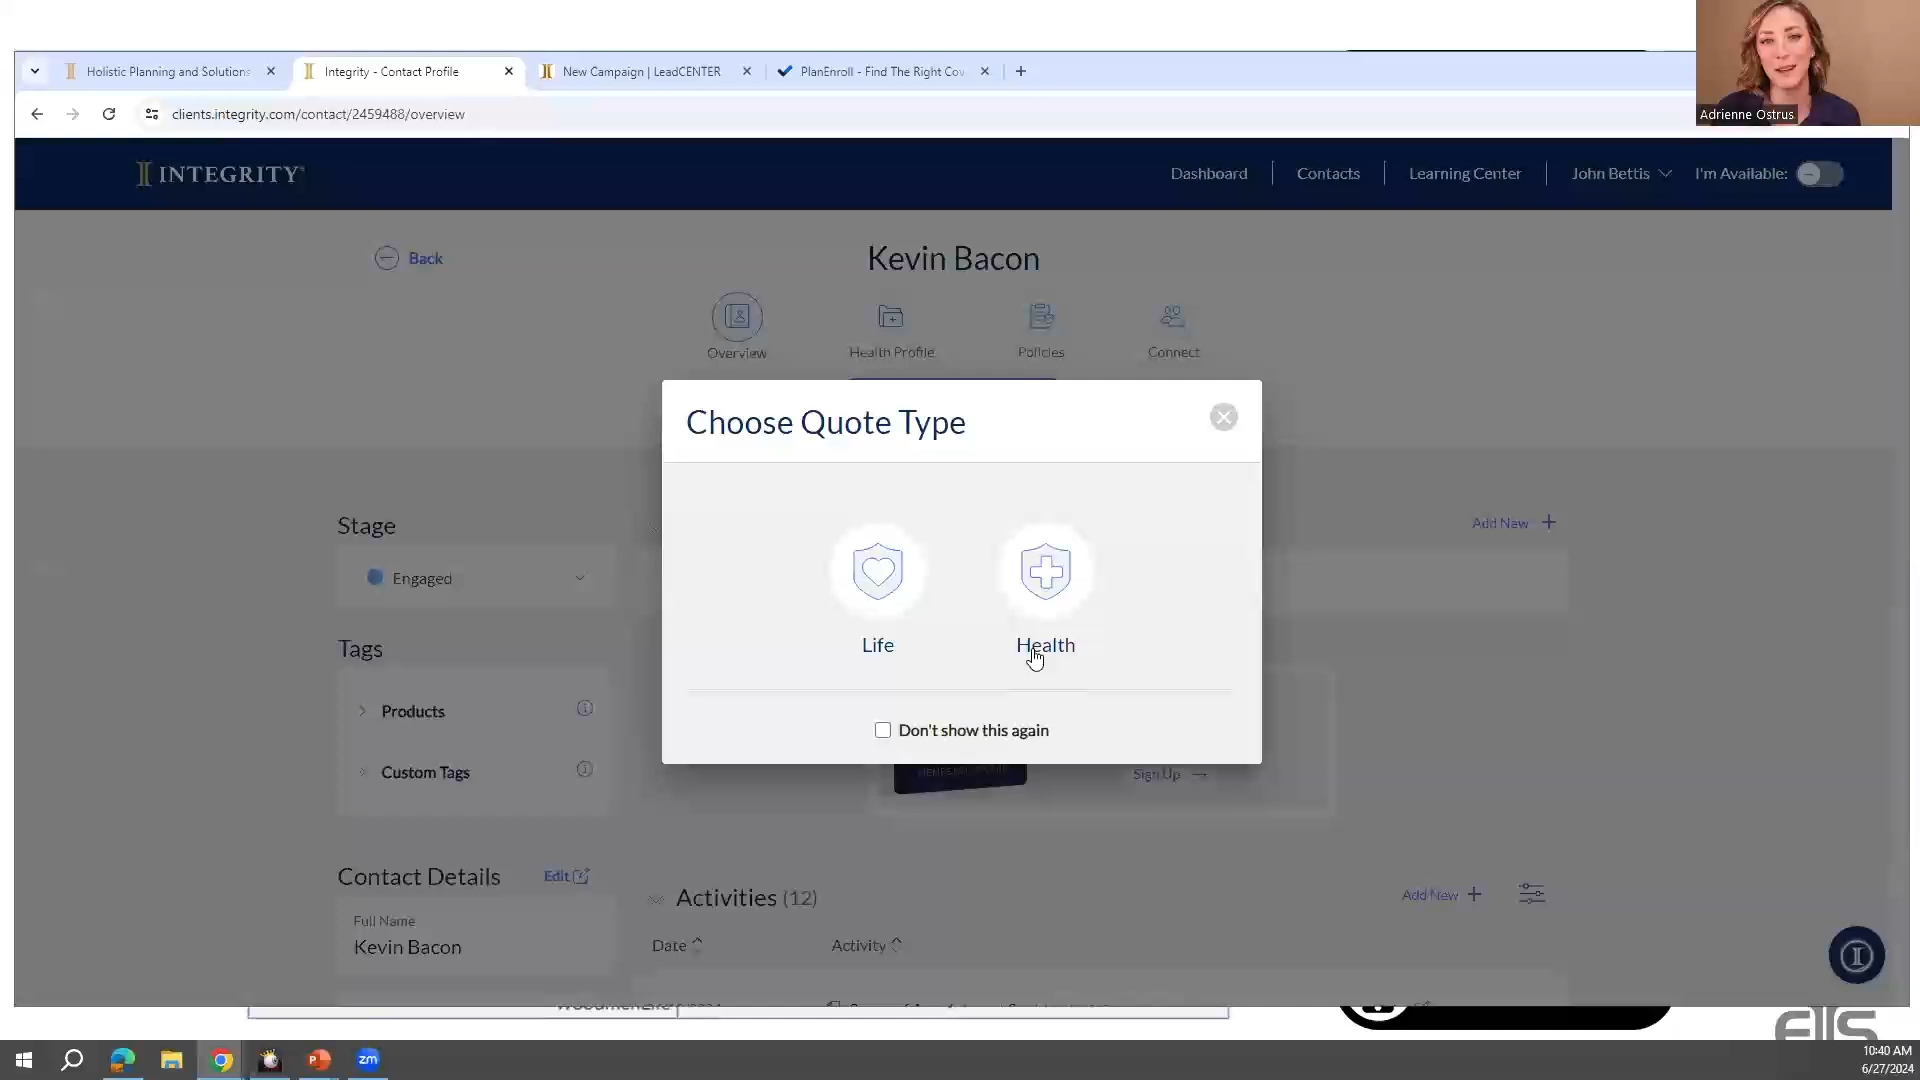 Adrienne Ostrus
Holistic Planning and Solutions
Integrity - Contact Profile
New Campaign | LeadCENTER
PlanEnroll - Find The Right Cov
clients.integrity.com/contact/2459488/overview
INTEGRITY
Dashboard
Contacts
Learning Center
John Bettis
I'm Available:
Back
Kevin Bacon
Overview
Health Profile
Policies
Connect
Choose Quote Type
Life
Health
Don't show this again
Stage
Engaged
Add New
Tags
Products
Custom Tags
Sign Up
Contact Details
Edit
Full Name
Kevin Bacon
Activities (12)
Add New
Date
Activity
zm
10:40 AM
6/27/2024